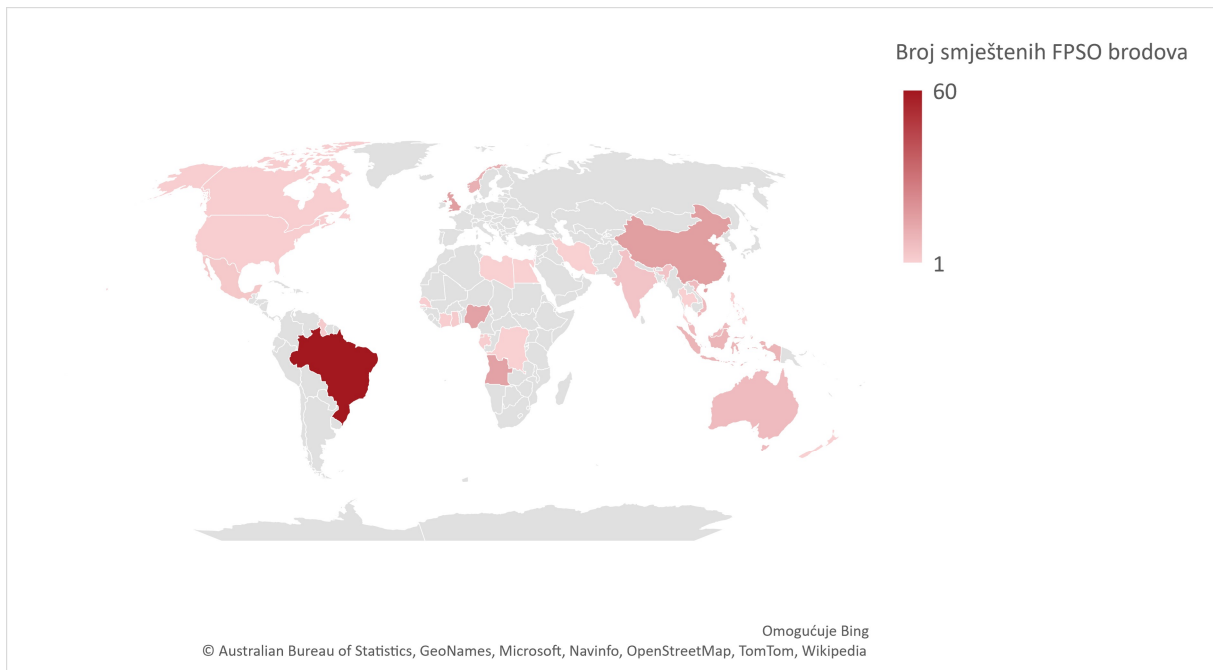 Broj smještenih FPSO brodova
60
1
Omogućuje Bing
© Australian Bureau of Statistics, GeoNames, Microsoft, Navinfo, OpenStreetMap, TomTom, Wikipedia